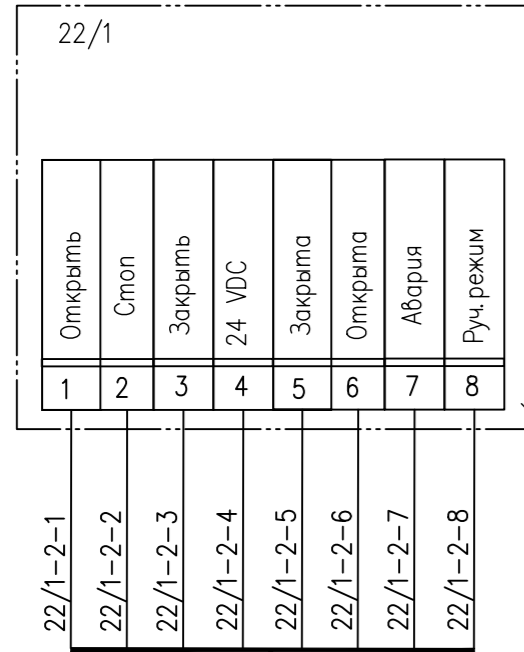 22/1
Открыть
Стоп
Закрыть
24 VDC
Закрыта
Открыта
Авария
Руч.режим
1
2
3
4
5
6
7
8
22/1-2-1
22/1-2-2
22/1-2-3
22/1-2-4
22/1-2-5
22/1-2-6
22/1-2-7
22/1-2-8